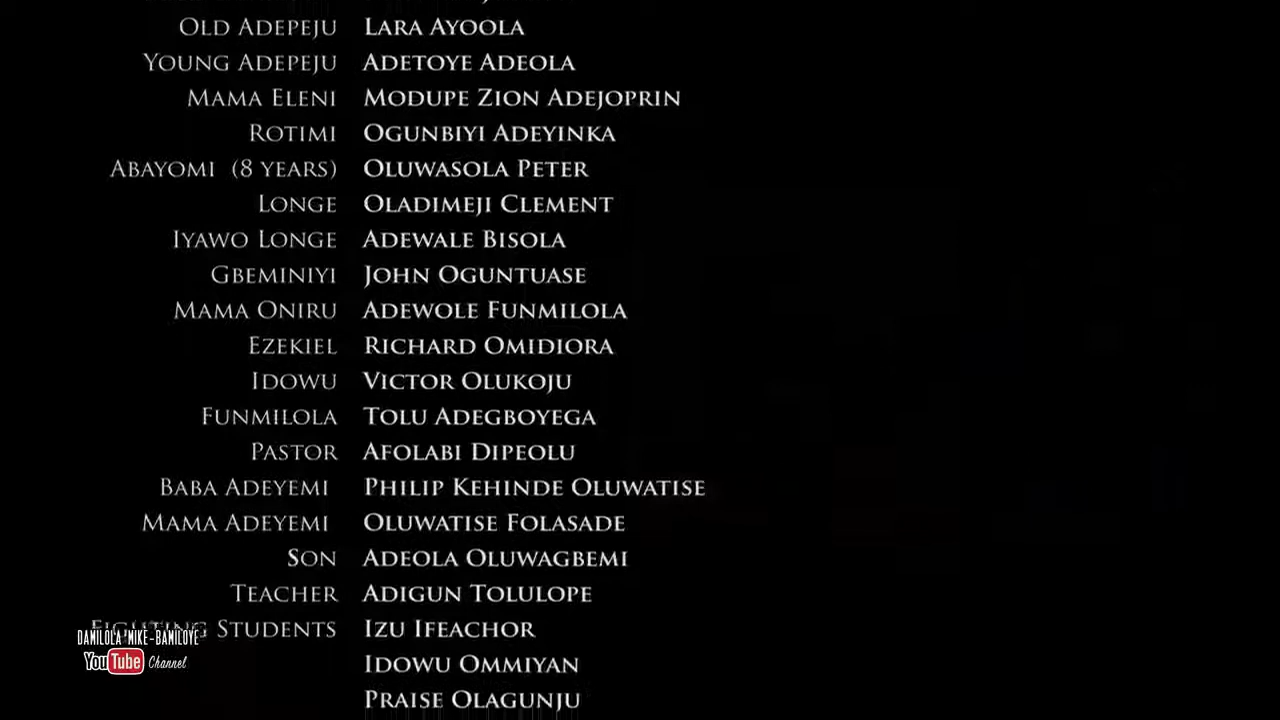 OLD ADEPEJU LARA AYOOLA
YOUNG ADEPEJU ADETOYE ADEOLA
MAMA ELENI MODUPE ZION ADEJOPRIN
ROTIMI OGUNBIYI ADEYINKA
ABAYOMI (8 YEARS) OLUWASOLA PETER
LONGE OLADIMEJI CLEMENT
IYAWO LONGE ADEWALE BISOLA
GBEMINIYI JOHN OGUNTUASE
MAMA ONIRU ADEWOLE FUNMILOLA
EZEKIEL RICHARD OMIDIORA
IDOWU VICTOR OLUKOJU
FUNMILOLA TOLU ADEGBOYEGA
PASTOR AFOLABI DIPEOLU
BABA ADEYEMI PHILIP KEHINDE OLUWATISE
MAMA ADEYEMI OLUWATISE FOLASADE
SON ADEOLA OLUWAGBEMI
TEACHER ADIGUN TOLULOPE
FIGHTING STUDENTS IZU IFEACHOR
DAMILOLA MIKE-BAMILOYE
YouTube Channel
IDOWU OMMIYAN
PRAISE OLAGUNJU